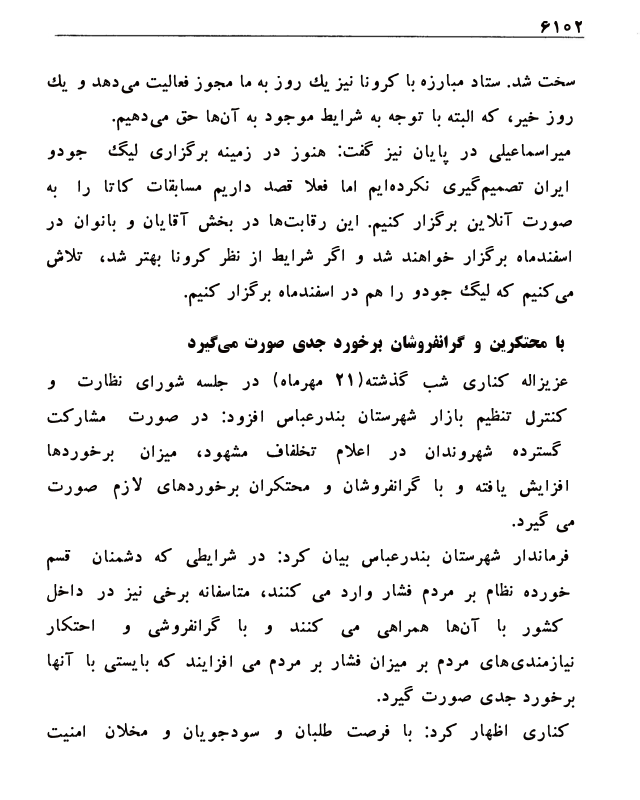 ۶۱۰۲
سخت شد. ستاد مبارزه با کرونا نیز یک روز به ما مجوز فعالیت می‌دهد و یک
روز خیر، که البته با توجه به شرایط موجود به آن‌ها حق می‌دهیم.
میراسماعیلی در پایان نیز گفت: هنوز در زمینه برگزاری لیگ جودو
ایران تصمیم‌گیری نکرده‌ایم اما فعلا قصد داریم مسابقات کاتا را به
صورت آنلاین برگزار کنیم. این رقابت‌ها در بخش آقایان و بانوان در
اسفندماه برگزار خواهند شد و اگر شرایط از نظر کرونا بهتر شد، تلاش
می‌کنیم که لیگ جودو را هم در اسفندماه برگزار کنیم.
با محتکرین و گرانفروشان برخورد جدی صورت می‌گیرد
عزیزاله کناری شب گذشته(۲۱ مهرماه) در جلسه شورای نظارت و
کنترل تنظیم بازار شهرستان بندرعباس افزود: در صورت مشارکت
گسترده شهروندان در اعلام تخلفاف مشهود، میزان برخوردها
افزایش یافته و با گرانفروشان و محتکران برخوردهای لازم صورت
می گیرد.
فرماندار شهرستان بندرعباس بیان کرد: در شرایطی که دشمنان قسم
خورده نظام بر مردم فشار وارد می کنند، متاسفانه برخی نیز در داخل
کشور با آن‌ها همراهی می کنند و با گرانفروشی و احتکار
نیازمندی‌های مردم بر میزان فشار بر مردم می افزایند که بایستی با آنها
برخورد جدی صورت گیرد.
کناری اظهار کرد: با فرصت طلبان و سودجویان و مخلان امنیت